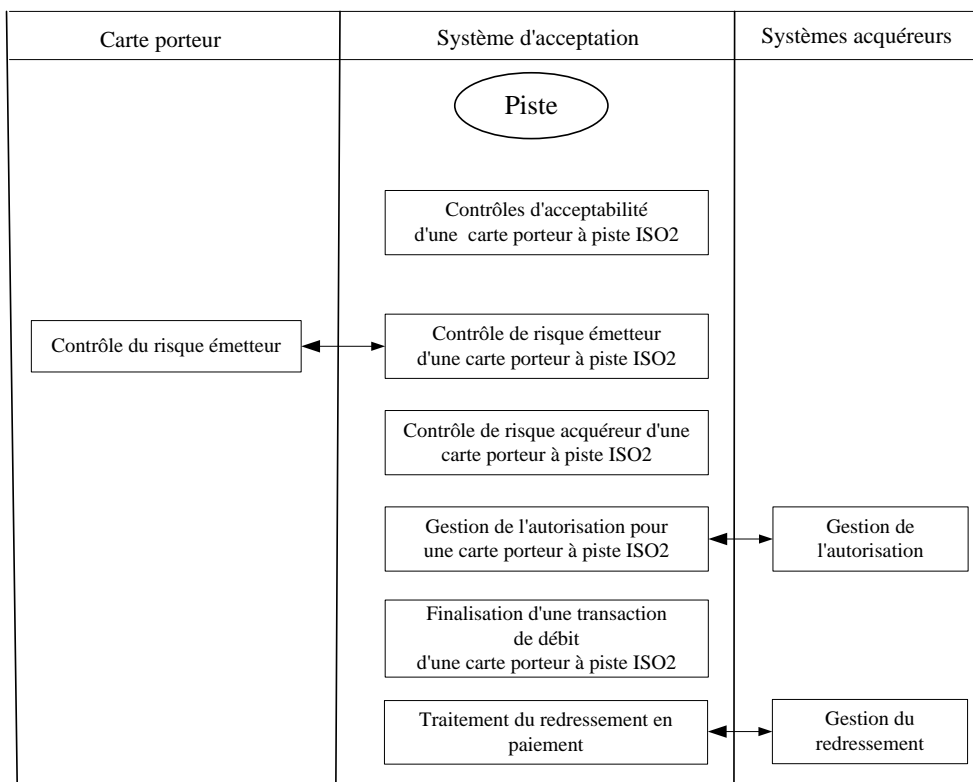 Carte porteur
Système d'acceptation
Systèmes acquéreurs
Piste
Contrôles d'acceptabilité
d'une carte porteur à piste ISO2
Contrôle du risque émetteur
Contrôle de risque émetteur
d'une carte porteur à piste ISO2
Contrôle de risque acquéreur d'une
carte porteur à piste ISO2
Gestion de l'autorisation pour
une carte porteur à piste ISO2
Gestion de
l'autorisation
Finalisation d'une transaction
de débit
d'une carte porteur à piste ISO2
Traitement du redressement en
paiement
Gestion du
redressement